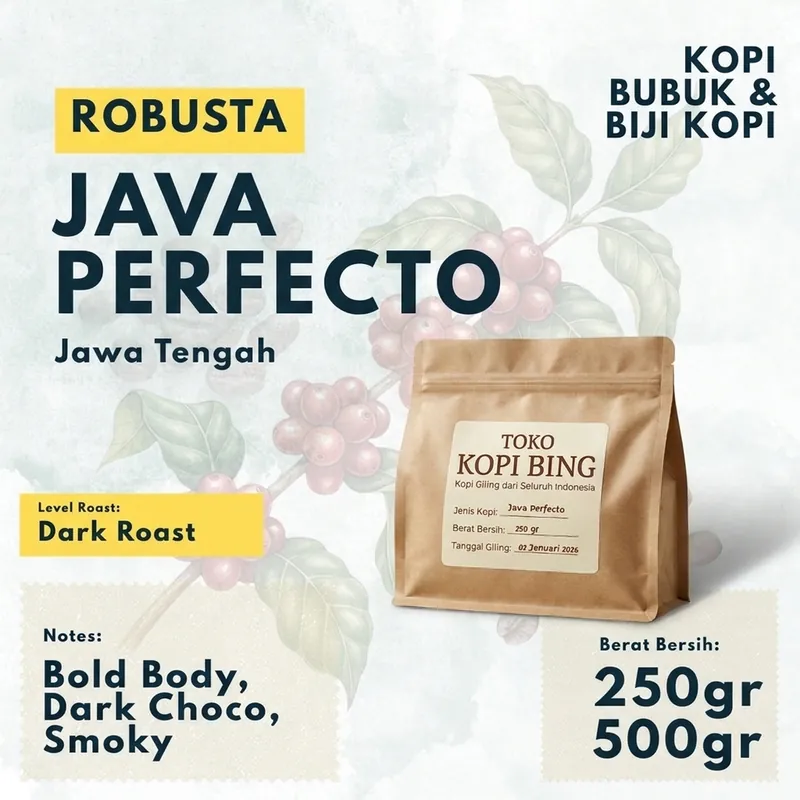 KOPI
BUBUK &
BIJI KOPI
ROBUSTA
JAVA
PERFECTO
Jawa Tengah
TOKO
KOPI BING
Kopi Giling dari Seluruh Indonesia
Jenis Kopi: Java Perfecto
Berat Bersih: 250 gr
Tanggal Giling: 02 Jenuari 2026
Level Roast:
Dark Roast
Notes:
Bold Body,
Dark Choco,
Smoky
Berat Bersih:
250gr
500gr